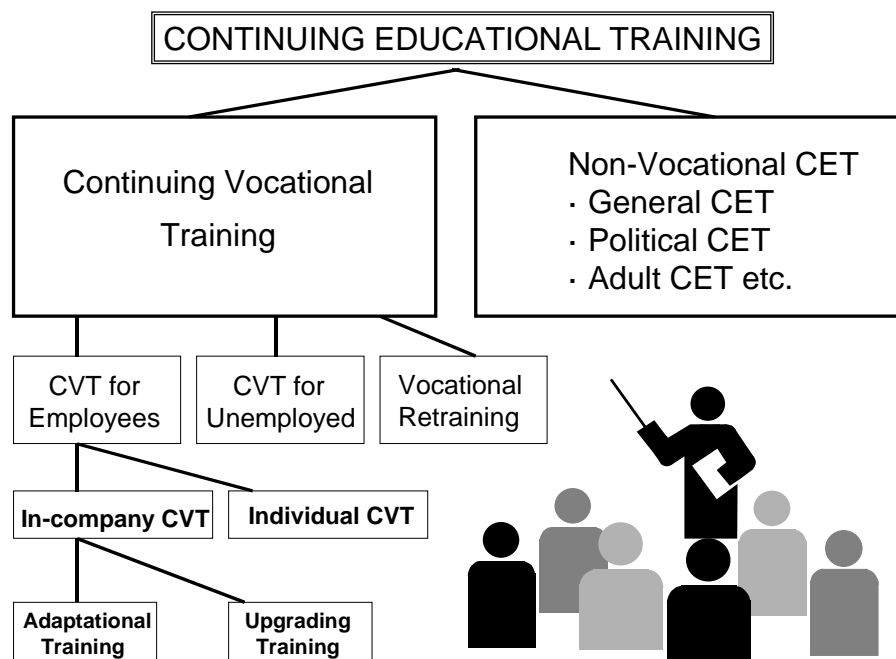 CONTINUING EDUCATIONAL TRAINING
Continuing Vocational
Training
Non-Vocational CET
· General CET
· Political CET
· Adult CET etc.
CVT for
Employees
CVT for
Unemployed
Vocational
Retraining
In-company CVT
Individual CVT
Adaptational
Training
Upgrading
Training